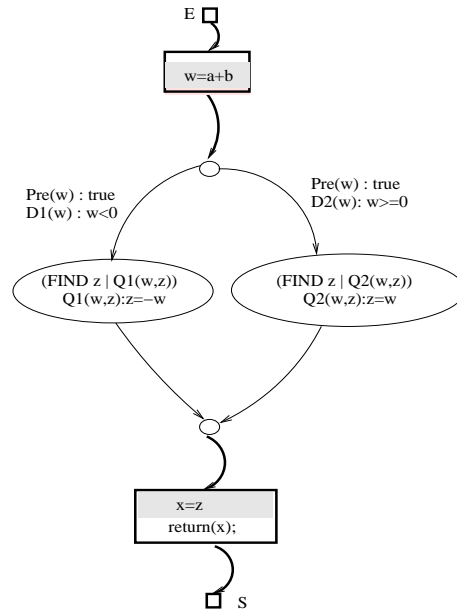 E
w=a+b
Pre(w) : true
D1(w) : w<0
Pre(w) : true
D2(w): w>=0
(FIND z | Q1(w,z))
Q1(w,z):z=-w
(FIND z | Q2(w,z))
Q2(w,z):z=w
x=z
return(x);
S